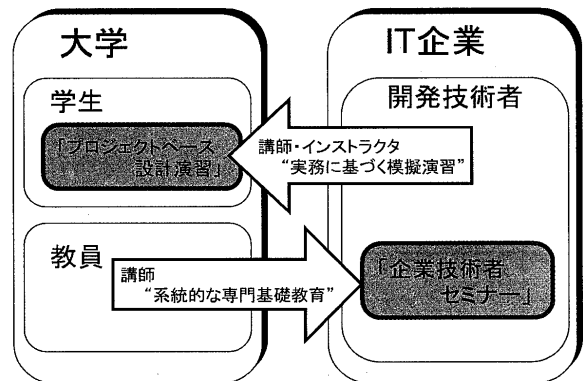 大学
学生
「プロジェクトベース
設計演習」
教員
講師
“系統的な専門基礎教育”
IT企業
開発技術者
講師・インストラクタ
“実務に基づく模擬演習”
「企業技術者
セミナー」